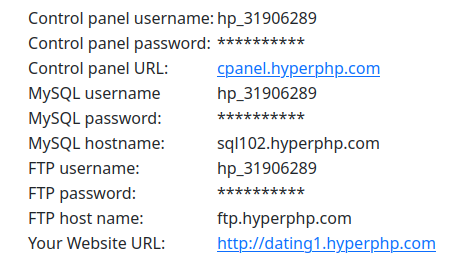 Control panel username: hp_31906289
Control panel password: **********
Control panel URL: cpanel.hyperphp.com
MySQL username hp_31906289
MySQL password: **********
MySQL hostname: sql102.hyperphp.com
FTP username: hp_31906289
FTP password: **********
FTP host name: ftp.hyperphp.com
Your Website URL: http://dating1.hyperphp.com